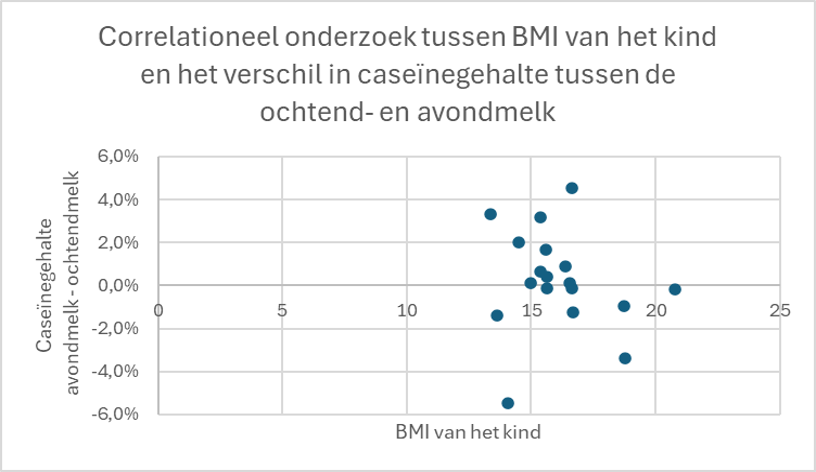 Correlationeel onderzoek tussen BMI van het kind
en het verschil in caseïnegehalte tussen de
ochtend- en avondmelk
6,0%
4,0%
2,0%
0,0%
-2,0%
-4,0%
-6,0%
0
5
10
15
20
25
Caseïnegehalte
avondmelk - ochtendmelk
BMI van het kind